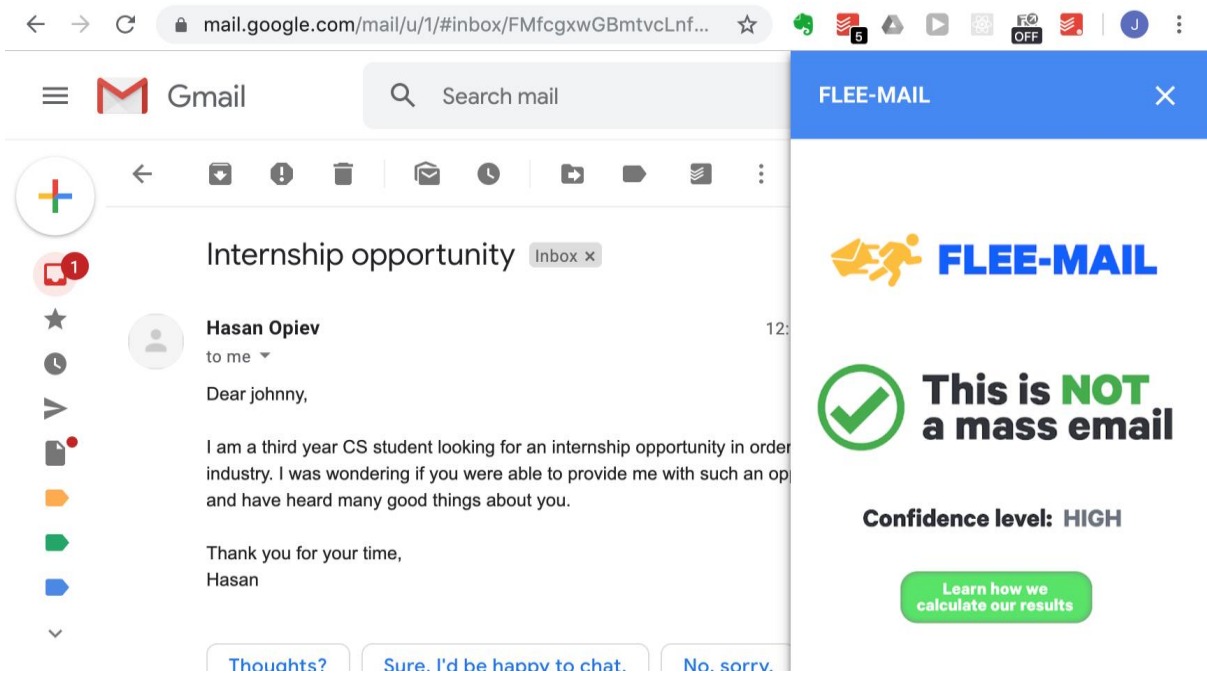 mail.google.com/mail/u/1/#inbox/FMfcgxwGBmtvcLnf...
5
OFF
J
Gmail
Search mail
FLEE-MAIL
Internship opportunity Inbox x
1
FLEE-MAIL
Hasan Opiev
12:
to me
Dear johnny,
This is NOT
a mass email
I am a third year CS student looking for an internship opportunity in order
industry. I was wondering if you were able to provide me with such an op
and have heard many good things about you.
Confidence level: HIGH
Thank you for your time,
Hasan
Learn how we
calculate our results
Thoughts?
Sure, I'd be happy to chat.
No, sorry.